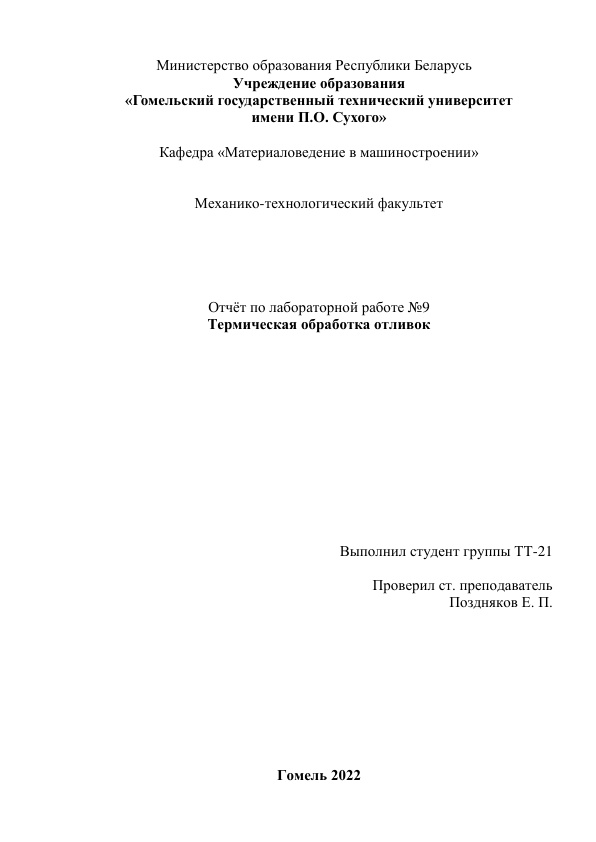 Министерство образования Республики Беларусь
Учреждение образования
«Гомельский государственный технический университет
имени П.О. Сухого»
Кафедра «Материаловедение в машиностроении»
Механико-технологический факультет
Отчёт по лабораторной работе №9
Термическая обработка отливок
Выполнил студент группы ТТ-21
Проверил ст. преподаватель
Поздняков Е. П.
Гомель 2022